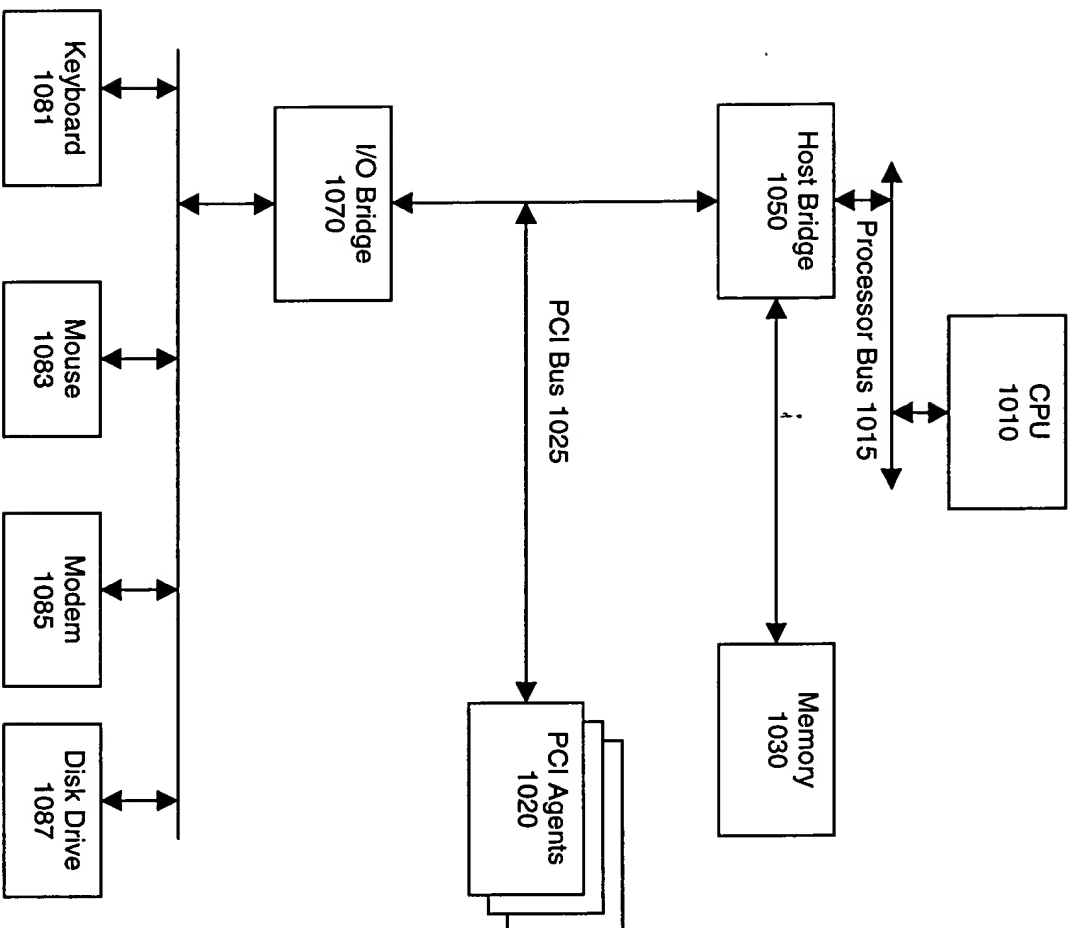 CPU
1010
Processor Bus 1015
Host Bridge
1050
Memory
1030
PCI Bus 1025
PCI Agents
1020
I/O Bridge
1070
Keyboard
1081
Mouse
1083
Modem
1085
Disk Drive
1087